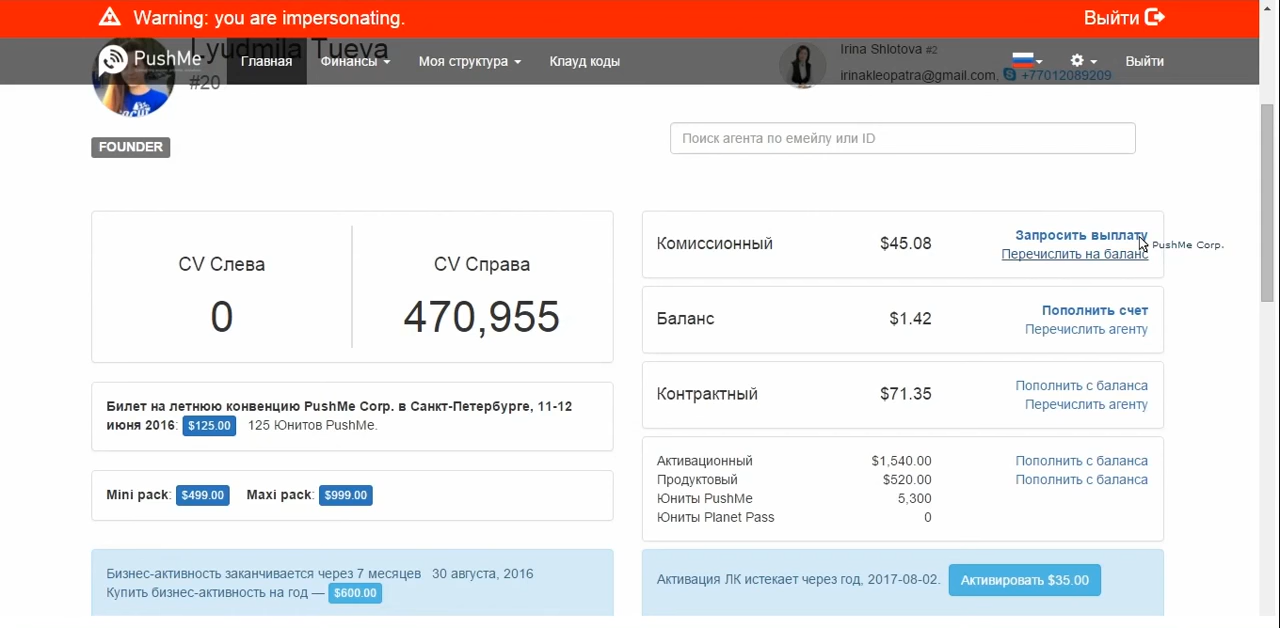 Warning: you are impersonating.
Выйти
Lyudmila Tueva
#20
PushMe
Главная
Финансы
Моя структура
Клауд коды
Irina Shlotova #2
irinakleopatra@gmail.com, +77012089209
Выйти
FOUNDER
Поиск агента по емейлу или ID
CV Слева
CV Справа
0
470,955
Билет на летнюю конвенцию PushMe Corp. в Санкт-Петербурге, 11-12
июня 2016: $125.00 125 Юнитов PushMe.
Mini pack: $499.00 Maxi pack: $999.00
Бизнес-активность заканчивается через 7 месяцев 30 августа, 2016
Купить бизнес-активность на год — $600.00
Комиссионный $45.08 Запросить выплату
Перечислить на баланс
PushMe Corp.
Баланс $1.42 Пополнить счет
Перечислить агенту
Контрактный $71.35 Пополнить с баланса
Перечислить агенту
Активационный $1,540.00 Пополнить с баланса
Продуктовый $520.00 Пополнить с баланса
Юниты PushMe 5,300
Юниты Planet Pass 0
Активация ЛК истекает через год, 2017-08-02. Активировать $35.00